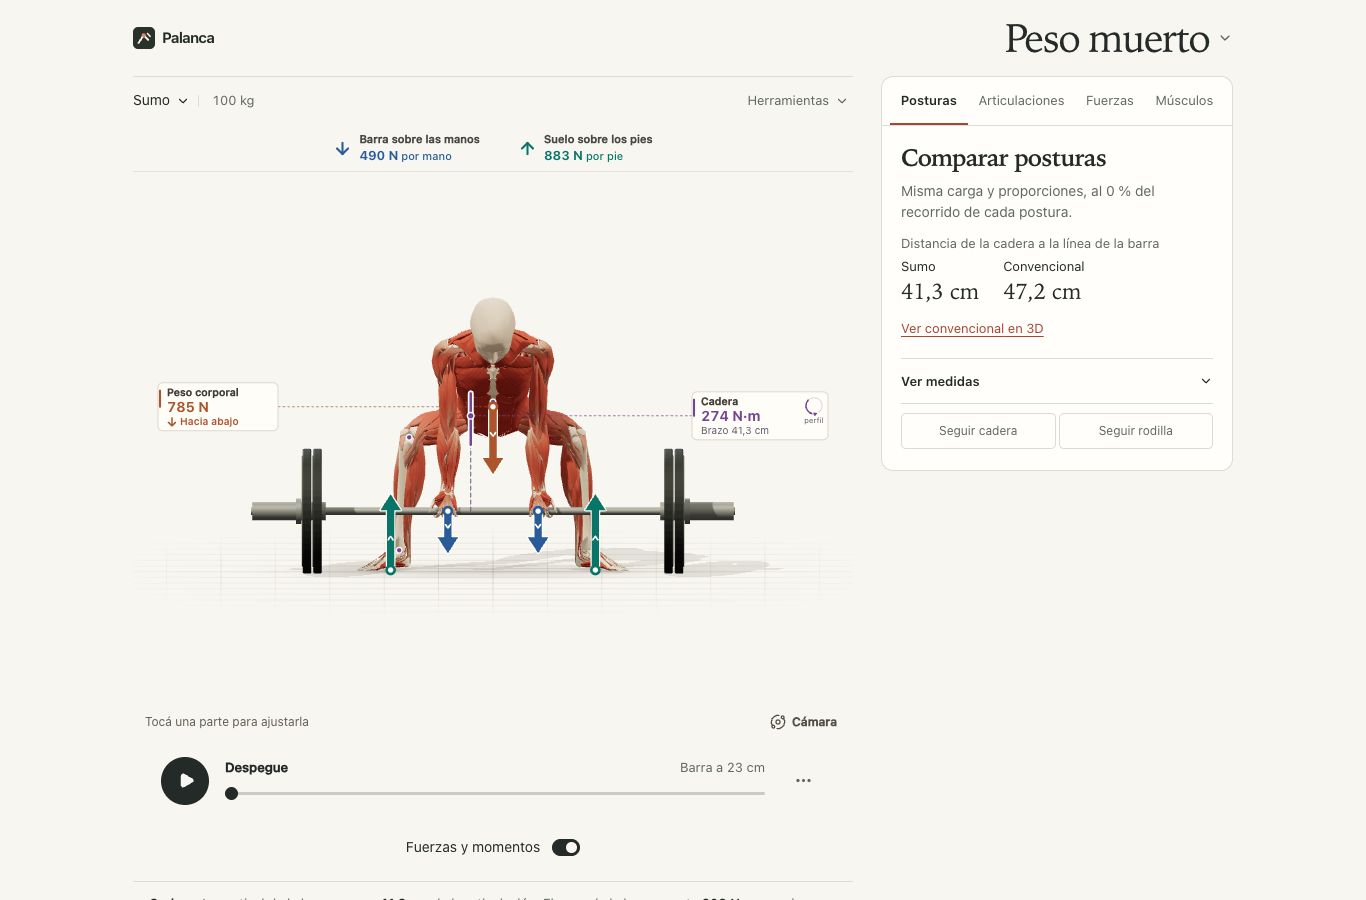 Palanca
Peso muerto
Sumo
100 kg
Herramientas
Barra sobre las manos
490 N por mano
Suelo sobre los pies
883 N por pie
Peso corporal
785 N
Hacia abajo
Cadera
274 N·m
Brazo 41,3 cm
perfil
Tocá una parte para ajustarla
Cámara
Despegue
Barra a 23 cm
Fuerzas y momentos
Posturas
Articulaciones
Fuerzas
Músculos
Comparar posturas
Misma carga y proporciones, al 0 % del
recorrido de cada postura.
Distancia de la cadera a la línea de la barra
Sumo
Convencional
41,3 cm
47,2 cm
Ver convencional en 3D
Ver medidas
Seguir cadera
Seguir rodilla